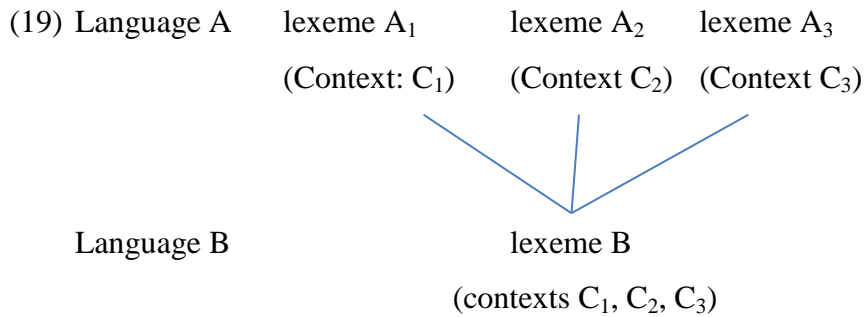 (19) Language A lexeme A₁ lexeme A₂ lexeme A₃
(Context: C₁) (Context C₂) (Context C₃)
Language B lexeme B
(contexts C₁, C₂, C₃)